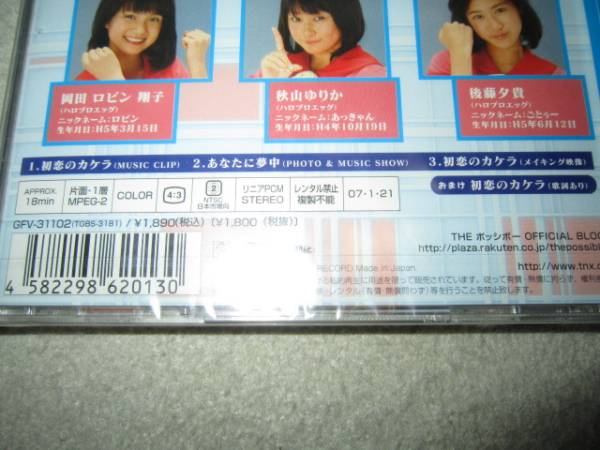 岡田 ロビン 翔子
(ハロプロエッグ)
ニックネーム:ロビン
生年月日:H5年3月15日
秋山ゆりか
(ハロプロエッグ)
ニックネーム:あっきゃん
生年月日:H4年10月19日
後藤夕貴
(ハロプロエッグ)
ニックネーム:ごとぅー
生年月日:H5年6月12日
1.初恋のカケラ(MUSIC CLIP) 2.あなたに夢中(PHOTO & MUSIC SHOW) 3.初恋のカケラ(メイキング映像)
おまけ 初恋のカケラ(歌詞あり)
APPROX. 18min
片面・1層 MPEG-2
COLOR
4:3
2 NTSC 日本市場向
リニアPCM STEREO
レンタル禁止 複製不能
07・1・21
GFV-31102(TGBS-3181)/¥1,890(税込)〔¥1,800(税抜)〕
THE ポッシボー OFFICIAL BLOG
http://plaza.rakuten.co.jp/thepossib
http://www.tnx.c
RECORD Made in Japan.
4 582298 620130